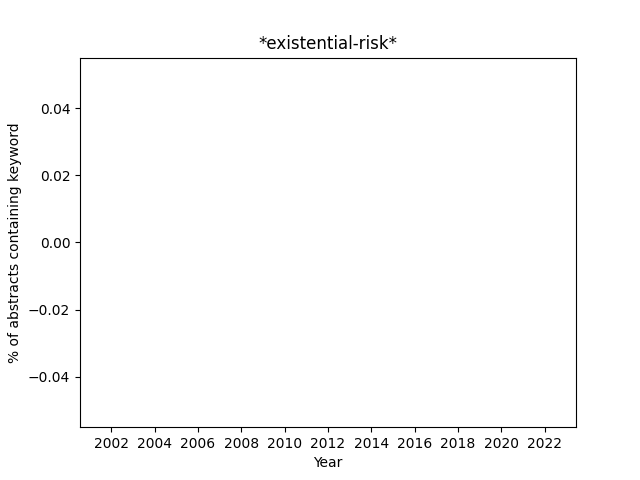 *existential-risk*
% of abstracts containing keyword
0.04
0.02
0.00
−0.02
−0.04
2002 2004 2006 2008 2010 2012 2014 2016 2018 2020 2022
Year